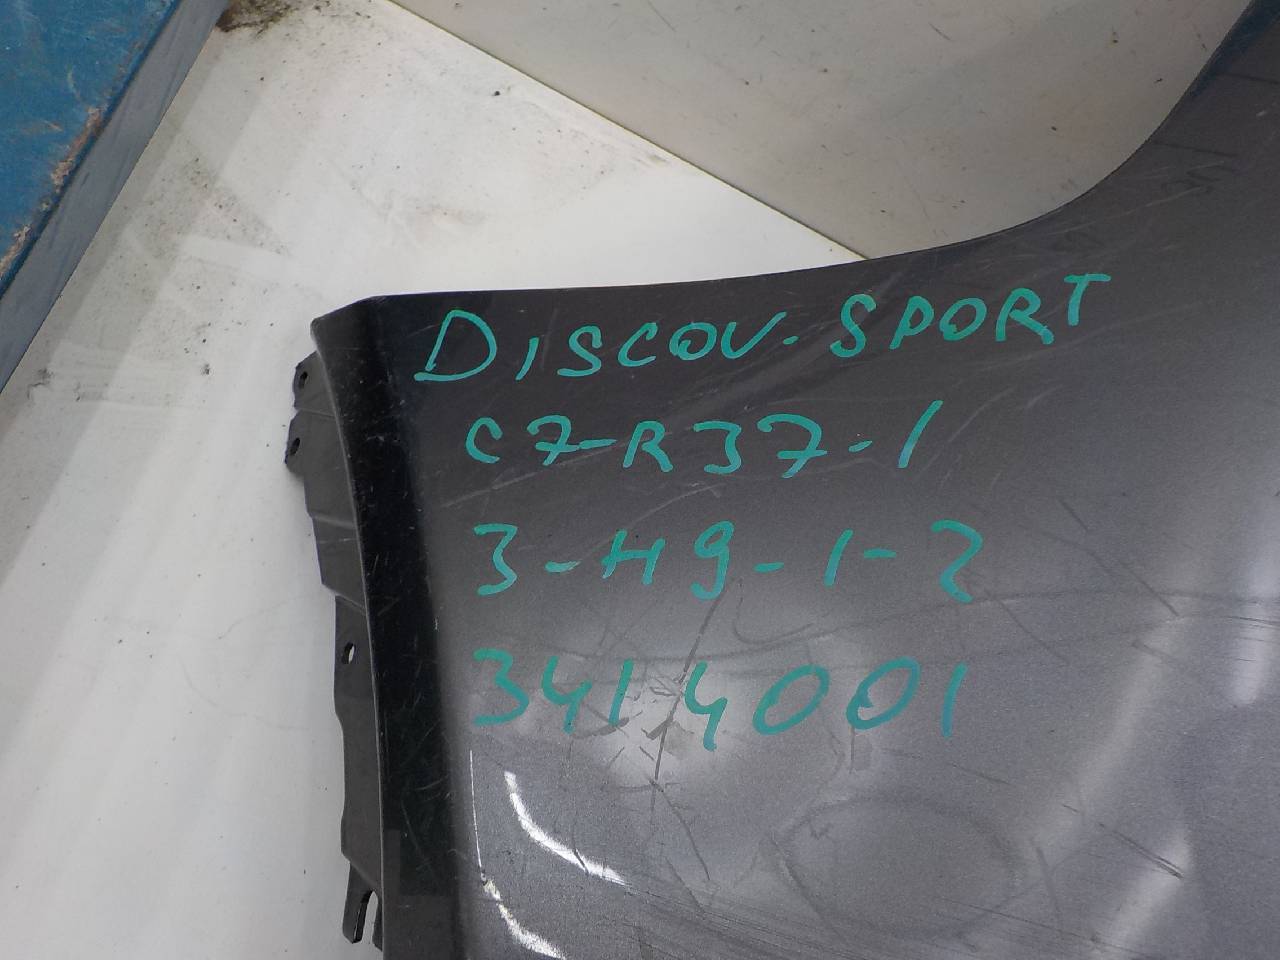 DISCOV. SPORT
C7-R37-1
3-H9-1-2
3414001